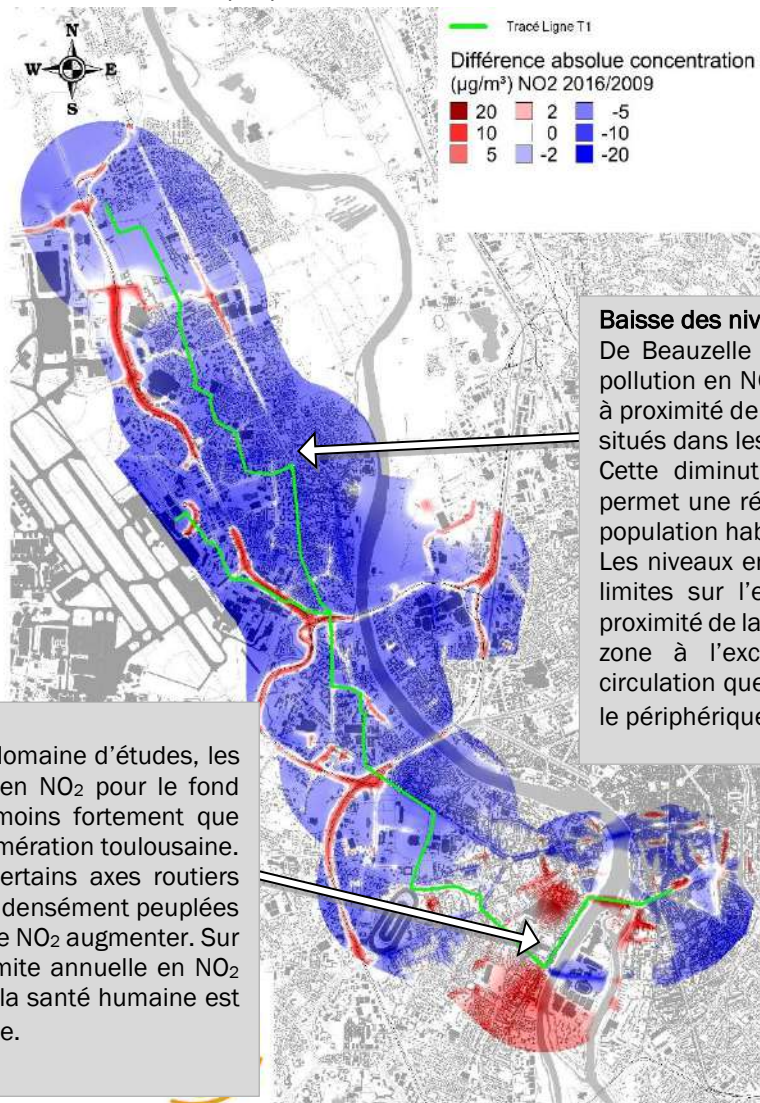 Tracé Ligne T1
Différence absolue concentration
(µg/m³) NO2 2016/2009
20 2 -5
10 0 -10
5 -2 -20
N
W E
S
Baisse des niv
De Beauzelle
pollution en N
à proximité de
situés dans les
Cette diminut
permet une ré
population hab
Les niveaux en
limites sur l'e
proximité de la
zone à l'exc
circulation que
le périphérique
domaine d'études, les
en NO2 pour le fond
moins fortement que
mération toulousaine.
ertains axes routiers
densément peuplées
e NO2 augmenter. Sur
mite annuelle en NO2
la santé humaine est
e.